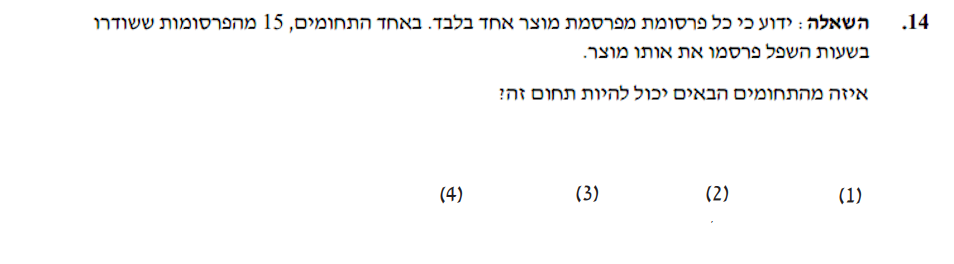 14. השאלה : ידוע כי כל פרסומת מפרסמת מוצר אחד בלבד. באחד התחומים, 15 מהפרסומות ששודרו
בשעות השפל פרסמו את אותו מוצר.
איזה מהתחומים הבאים יכול להיות תחום זה?
(1) (2) (3) (4)